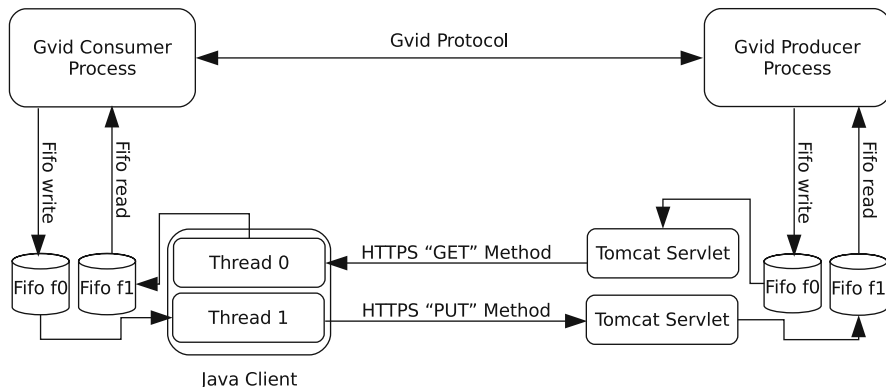 Gvid Consumer
Process
Gvid Protocol
Gvid Producer
Process
Fifo write
Fifo read
Fifo write
Fifo read
Fifo f0
Fifo f1
Thread 0
HTTPS “GET” Method
Tomcat Servlet
Fifo f0
Fifo f1
Thread 1
HTTPS “PUT” Method
Tomcat Servlet
Java Client